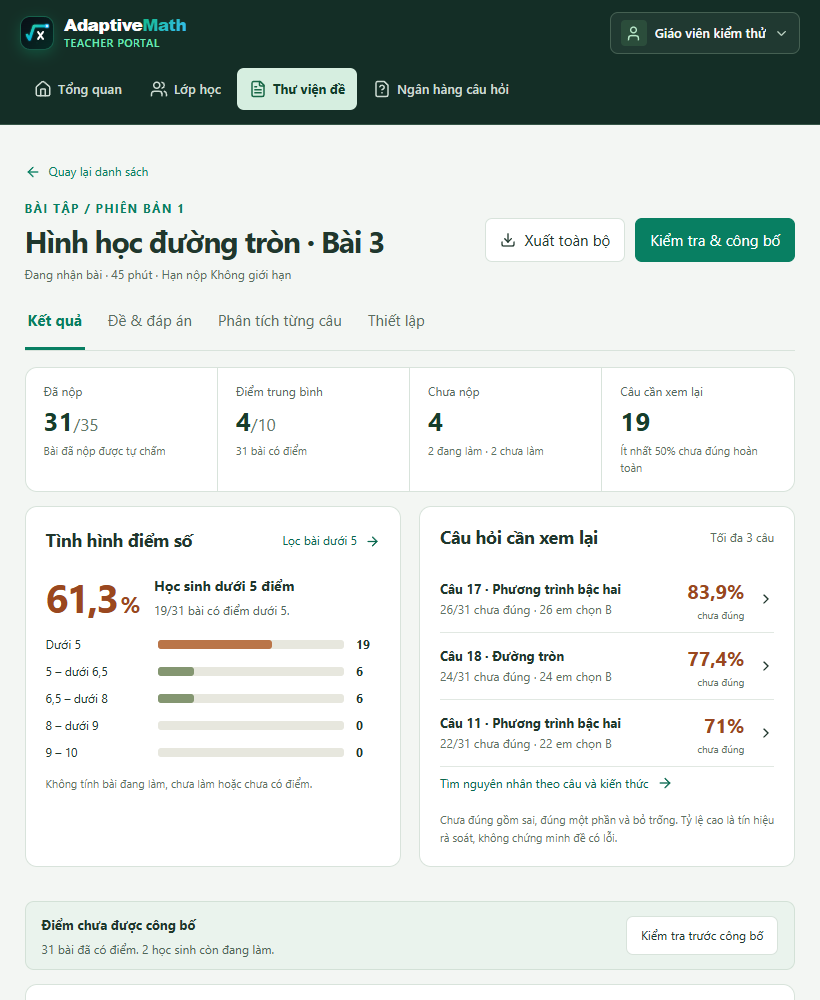 AdaptiveMath
TEACHER PORTAL
Giáo viên kiểm thử
Tổng quan
Lớp học
Thư viện đề
Ngân hàng câu hỏi
Quay lại danh sách
BÀI TẬP / PHIÊN BẢN 1
Hình học đường tròn · Bài 3
Đang nhận bài · 45 phút · Hạn nộp Không giới hạn
Xuất toàn bộ
Kiểm tra & công bố
Kết quả
Đề & đáp án
Phân tích từng câu
Thiết lập
Đã nộp
31/35
Bài đã nộp được tự chấm
Điểm trung bình
4/10
31 bài có điểm
Chưa nộp
4
2 đang làm · 2 chưa làm
Câu cần xem lại
19
Ít nhất 50% chưa đúng hoàn
toàn
Tình hình điểm số
Lọc bài dưới 5
61,3%
Học sinh dưới 5 điểm
19/31 bài có điểm dưới 5.
Dưới 5 19
5 – dưới 6,5 6
6,5 – dưới 8 6
8 – dưới 9 0
9 – 10 0
Không tính bài đang làm, chưa làm hoặc chưa có điểm.
Câu hỏi cần xem lại
Tối đa 3 câu
Câu 17 · Phương trình bậc hai
26/31 chưa đúng · 26 em chọn B
83,9%
chưa đúng
Câu 18 · Đường tròn
24/31 chưa đúng · 24 em chọn B
77,4%
chưa đúng
Câu 11 · Phương trình bậc hai
22/31 chưa đúng · 22 em chọn B
71%
chưa đúng
Tìm nguyên nhân theo câu và kiến thức
Chưa đúng gồm sai, đúng một phần và bỏ trống. Tỷ lệ cao là tín hiệu
rà soát, không chứng minh đề có lỗi.
Điểm chưa được công bố
31 bài đã có điểm. 2 học sinh còn đang làm.
Kiểm tra trước công bố